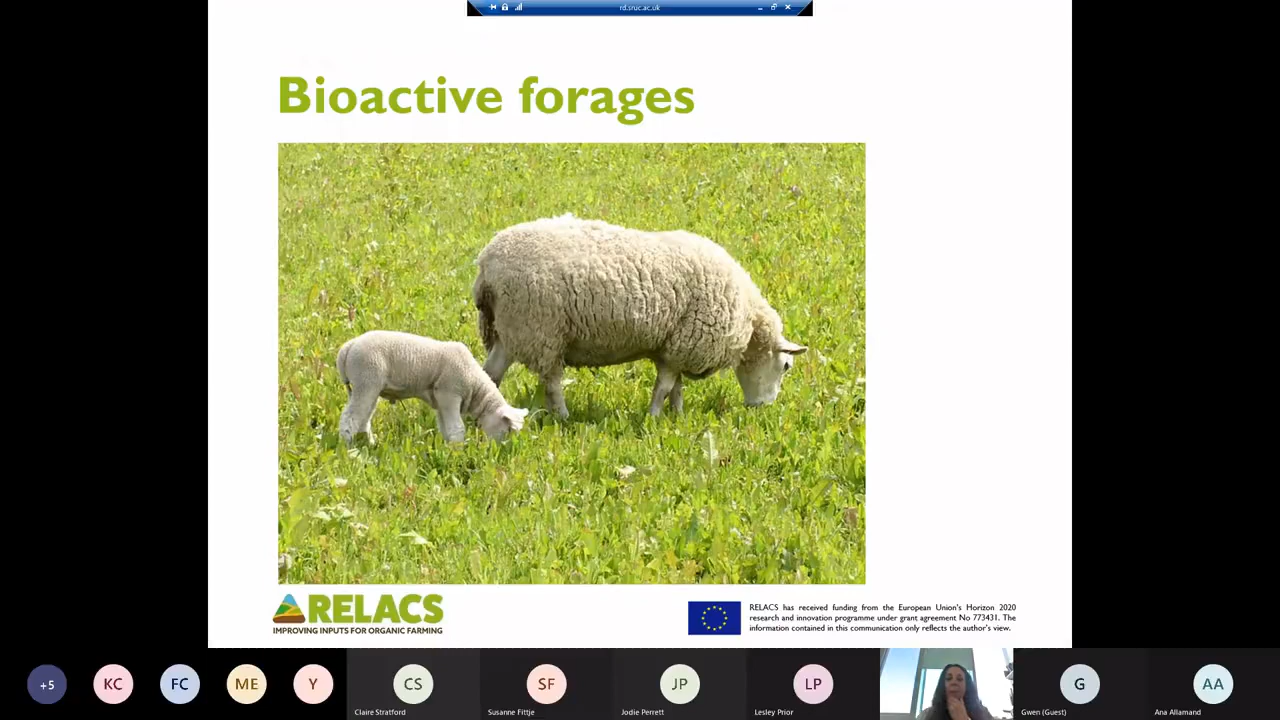 rd.sruc.ac.uk
Bioactive forages
RELACS
IMPROVING INPUTS FOR ORGANIC FARMING
RELACS has received funding from the European Union's Horizon 2020
research and innovation programme under grant agreement No 773431. The
information contained in this communication only reflects the author's view.
+5
KC
FC
ME
Y
CS
Claire Stratford
SF
Susanne Fittje
JP
Jodie Perrett
LP
Lesley Prior
G
Gwen (Guest)
AA
Ana Allamand